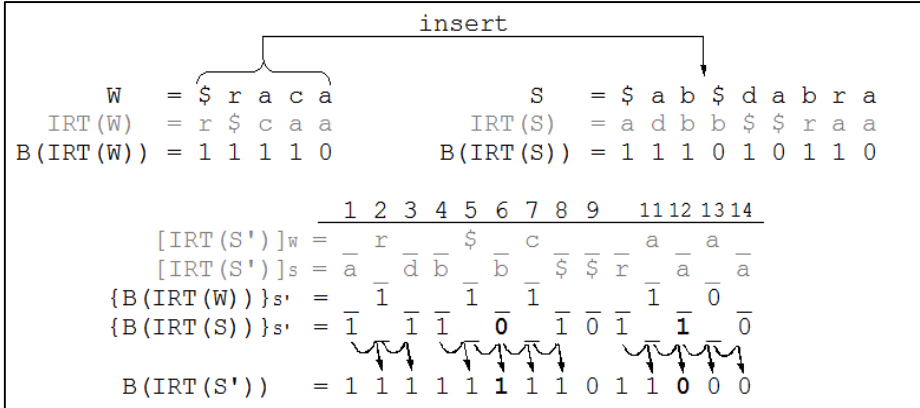 insert
W = $ r a c a
S = $ a b $ d a b r a
IRT(W) = r $ c a a
IRT(S) = a d b b $ $ r a a
B(IRT(W)) = 1 1 1 1 0
B(IRT(S)) = 1 1 1 0 1 0 1 1 0
1 2 3 4 5 6 7 8 9 11 12 13 14
[IRT(S')]w = _ r _ _ $ _ c _ _ _ a _ a _
[IRT(S')]s = a _ d b _ b _ $ $ r _ a _ a
{B(IRT(W))}s' = _ 1 _ _ 1 _ 1 _ _ _ 1 _ 0 _
{B(IRT(S))}s' = 1 _ 1 1 _ 0 _ 1 0 1 _ 1 _ 0
B(IRT(S')) = 1 1 1 1 1 1 1 1 0 1 1 0 0 0